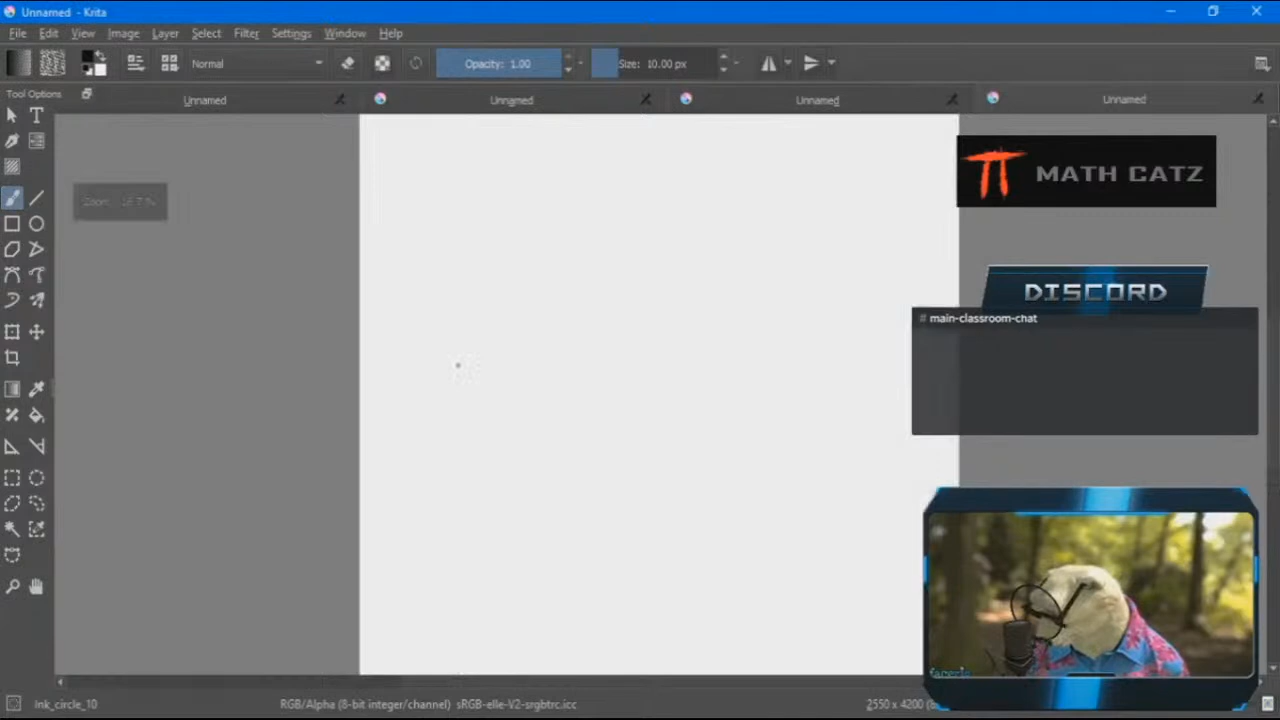 Unnamed - Krita
File Edit View Image Layer Select Filter Settings Window Help
Normal Opacity: 1.00 Size: 10.00 px
Tool Options
Unnamed Unnamed Unnamed Unnamed
MATH CATZ
Zoom:
DISCORD
# main-classroom-chat
facerig
Ink_circle_10 RGB/Alpha (8-bit integer/channel) sRGB-elle-V2-srgbtrc.icc 2550 x 4200